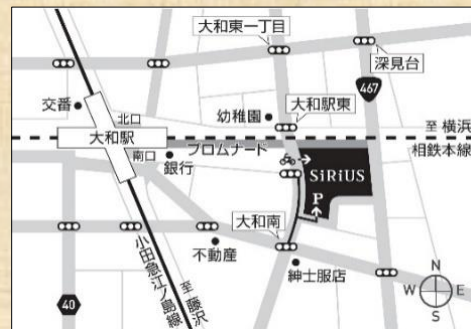 大和東一丁目
深見台
467
交番
北口
幼稚園
大和駅東
至 横浜
大和駅
相鉄本線
南口
プロムナード
銀行
SiRiUS
P
大和南
不動産
紳士服店
小田急江ノ島線
至 藤沢
40
N
W E
S